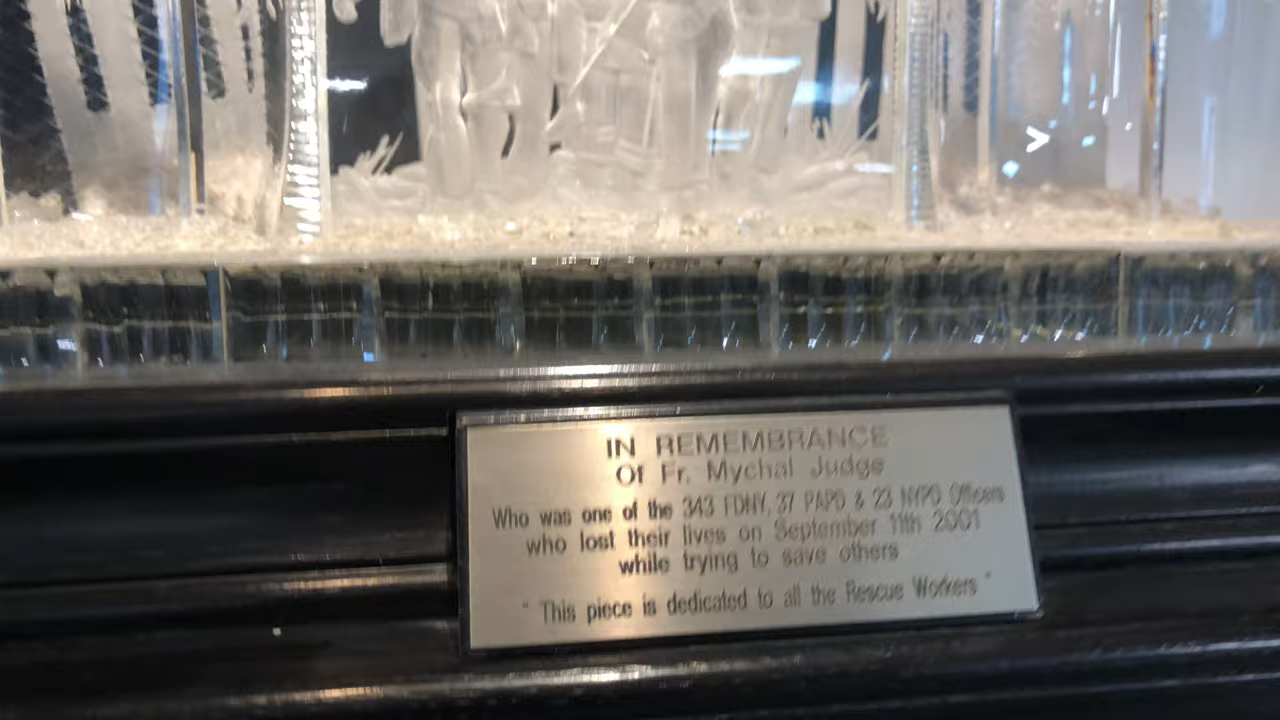 IN REMEMBRANCE
Of Fr. Mychal Judge
Who was one of the 343 FDNY, 37 PAPD & 23 NYPD Officers
who lost their lives on September 11th 2001
while trying to save others
" This piece is dedicated to all the Rescue Workers "